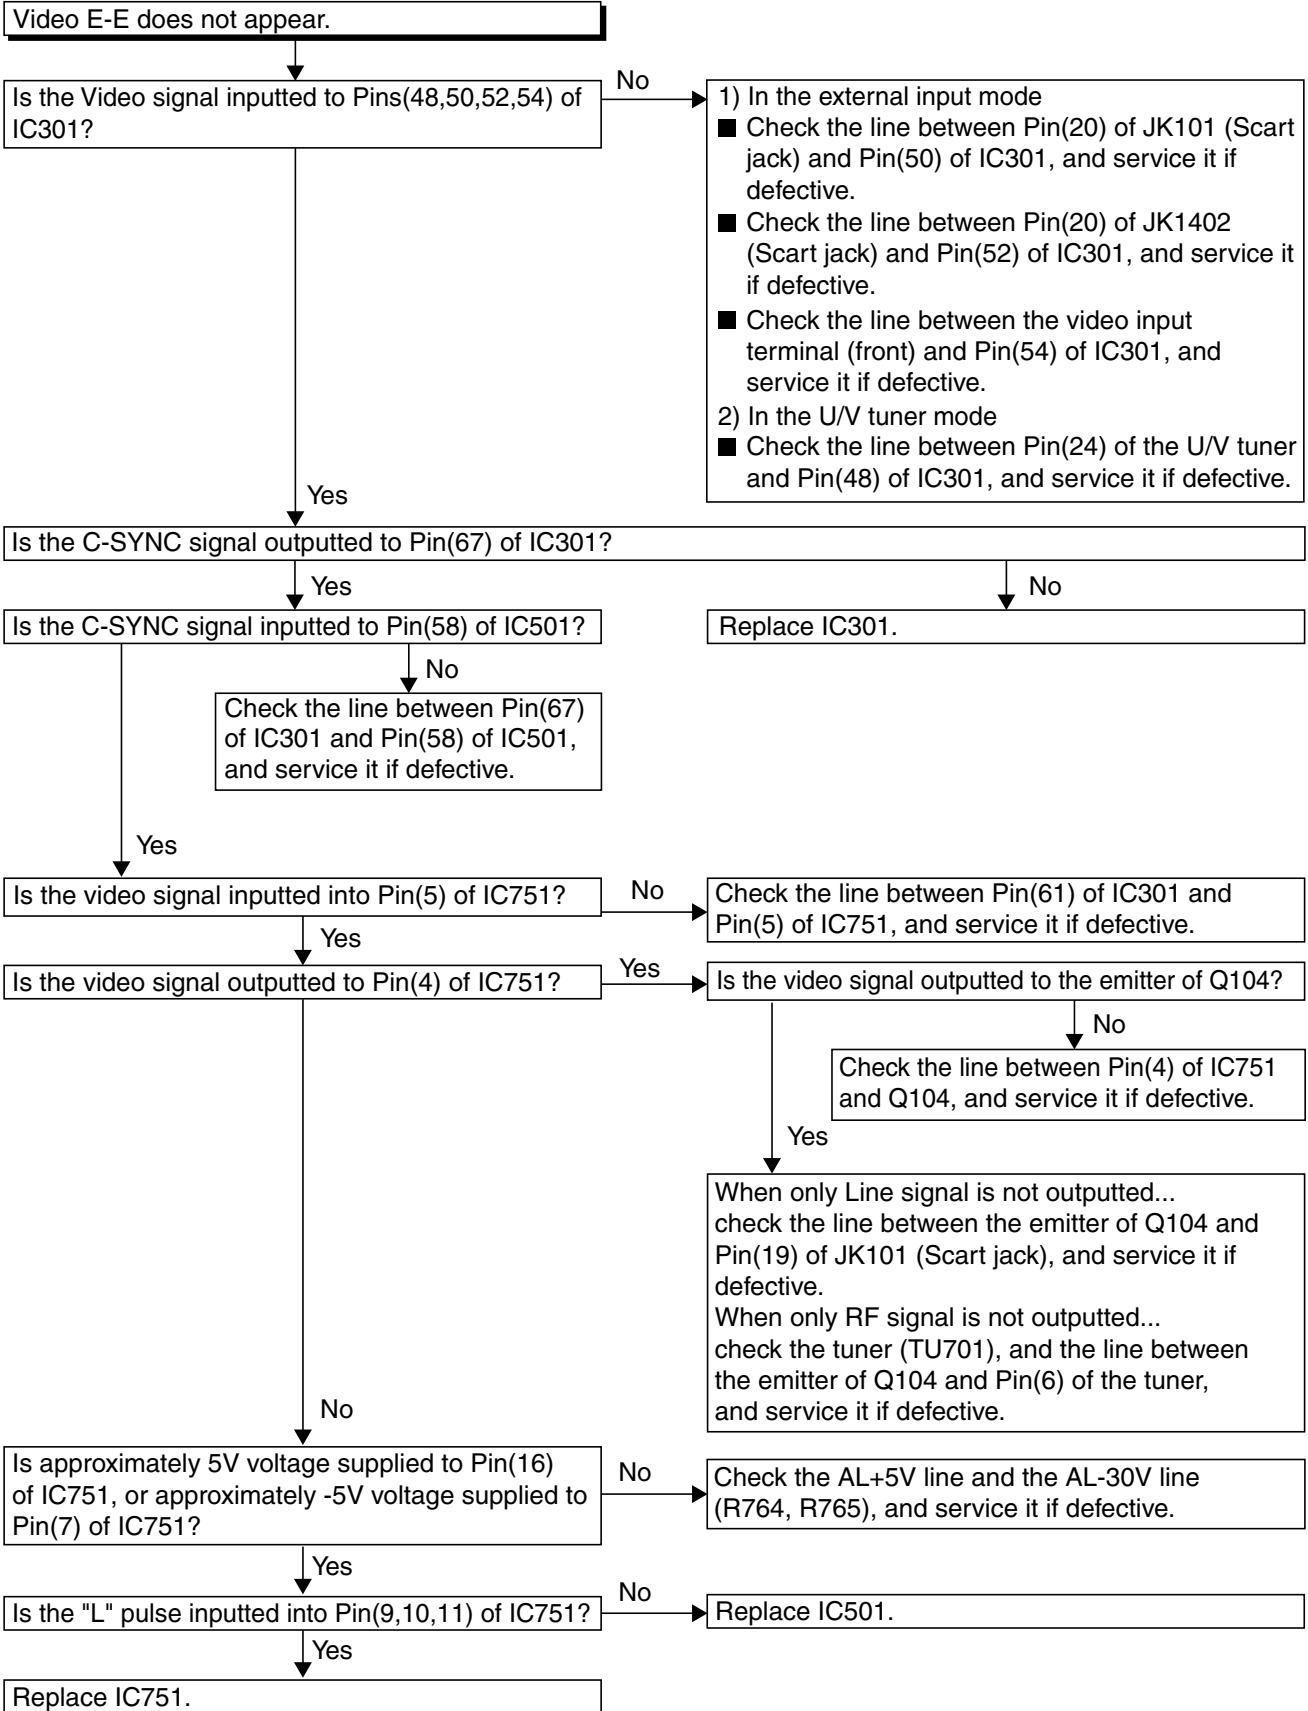 Video E-E does not appear.
No
Is the Video signal inputted to Pins(48,50,52,54) of
IC301?
1) In the external input mode
■ Check the line between Pin(20) of JK101 (Scart
jack) and Pin(50) of IC301, and service it if
defective.
■ Check the line between Pin(20) of JK1402
(Scart jack) and Pin(52) of IC301, and service it
if defective.
■ Check the line between the video input
terminal (front) and Pin(54) of IC301, and
service it if defective.
2) In the U/V tuner mode
■ Check the line between Pin(24) of the U/V tuner
and Pin(48) of IC301, and service it if defective.
Yes
Is the C-SYNC signal outputted to Pin(67) of IC301?
Yes
No
Is the C-SYNC signal inputted to Pin(58) of IC501?
Replace IC301.
No
Check the line between Pin(67)
of IC301 and Pin(58) of IC501,
and service it if defective.
Yes
Is the video signal inputted into Pin(5) of IC751?
No
Check the line between Pin(61) of IC301 and
Pin(5) of IC751, and service it if defective.
Yes
Is the video signal outputted to Pin(4) of IC751?
Yes
Is the video signal outputted to the emitter of Q104?
No
Check the line between Pin(4) of IC751
and Q104, and service it if defective.
Yes
When only Line signal is not outputted...
check the line between the emitter of Q104 and
Pin(19) of JK101 (Scart jack), and service it if
defective.
When only RF signal is not outputted...
check the tuner (TU701), and the line between
the emitter of Q104 and Pin(6) of the tuner,
and service it if defective.
No
Is approximately 5V voltage supplied to Pin(16)
of IC751, or approximately -5V voltage supplied to
Pin(7) of IC751?
No
Check the AL+5V line and the AL-30V line
(R764, R765), and service it if defective.
Yes
Is the "L" pulse inputted into Pin(9,10,11) of IC751?
No
Replace IC501.
Yes
Replace IC751.